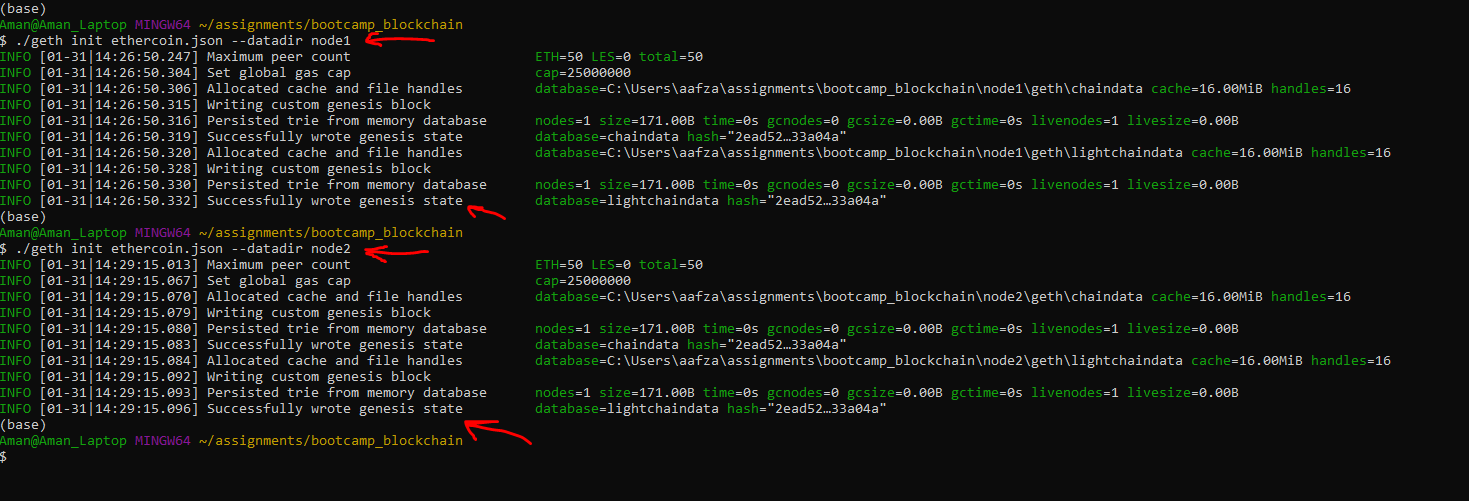 (base)
Aman@Aman_Laptop MINGW64 ~/assignments/bootcamp_blockchain
$ ./geth init ethercoin.json --datadir node1
INFO [01-31|14:26:50.247] Maximum peer count ETH=50 LES=0 total=50
INFO [01-31|14:26:50.304] Set global gas cap cap=25000000
INFO [01-31|14:26:50.306] Allocated cache and file handles database=C:\Users\aafza\assignments\bootcamp_blockchain\node1\geth\chaindata cache=16.00MiB handles=16
INFO [01-31|14:26:50.315] Writing custom genesis block
INFO [01-31|14:26:50.316] Persisted trie from memory database nodes=1 size=171.00B time=0s gcnodes=0 gcsize=0.00B gctime=0s livenodes=1 livesize=0.00B
INFO [01-31|14:26:50.319] Successfully wrote genesis state database=chaindata hash="2ead52…33a04a"
INFO [01-31|14:26:50.320] Allocated cache and file handles database=C:\Users\aafza\assignments\bootcamp_blockchain\node1\geth\lightchaindata cache=16.00MiB handles=16
INFO [01-31|14:26:50.328] Writing custom genesis block
INFO [01-31|14:26:50.330] Persisted trie from memory database nodes=1 size=171.00B time=0s gcnodes=0 gcsize=0.00B gctime=0s livenodes=1 livesize=0.00B
INFO [01-31|14:26:50.332] Successfully wrote genesis state database=lightchaindata hash="2ead52…33a04a"
(base)
Aman@Aman_Laptop MINGW64 ~/assignments/bootcamp_blockchain
$ ./geth init ethercoin.json --datadir node2
INFO [01-31|14:29:15.013] Maximum peer count ETH=50 LES=0 total=50
INFO [01-31|14:29:15.067] Set global gas cap cap=25000000
INFO [01-31|14:29:15.070] Allocated cache and file handles database=C:\Users\aafza\assignments\bootcamp_blockchain\node2\geth\chaindata cache=16.00MiB handles=16
INFO [01-31|14:29:15.079] Writing custom genesis block
INFO [01-31|14:29:15.080] Persisted trie from memory database nodes=1 size=171.00B time=0s gcnodes=0 gcsize=0.00B gctime=0s livenodes=1 livesize=0.00B
INFO [01-31|14:29:15.083] Successfully wrote genesis state database=chaindata hash="2ead52…33a04a"
INFO [01-31|14:29:15.084] Allocated cache and file handles database=C:\Users\aafza\assignments\bootcamp_blockchain\node2\geth\lightchaindata cache=16.00MiB handles=16
INFO [01-31|14:29:15.092] Writing custom genesis block
INFO [01-31|14:29:15.093] Persisted trie from memory database nodes=1 size=171.00B time=0s gcnodes=0 gcsize=0.00B gctime=0s livenodes=1 livesize=0.00B
INFO [01-31|14:29:15.096] Successfully wrote genesis state database=lightchaindata hash="2ead52…33a04a"
(base)
Aman@Aman_Laptop MINGW64 ~/assignments/bootcamp_blockchain
$